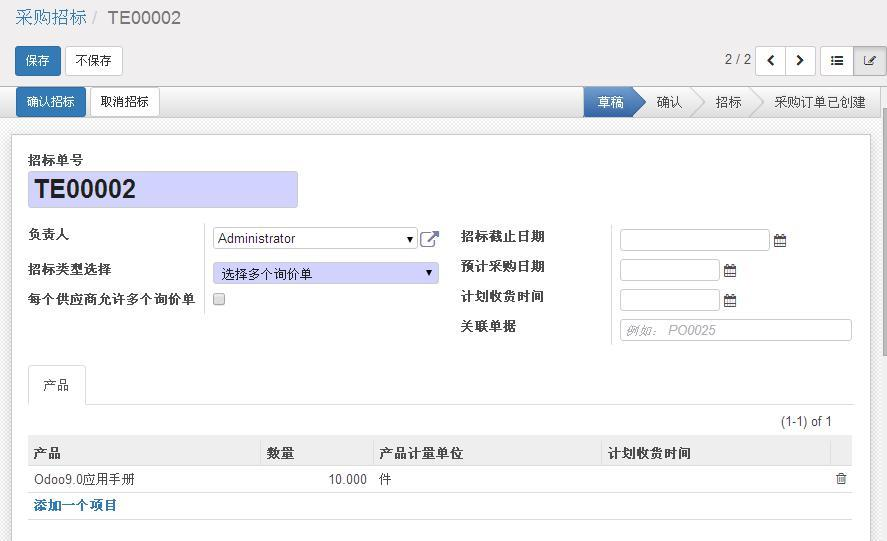 采购招标 / TE00002
保存 不保存 2 / 2
确认招标 取消招标 草稿 确认 招标 采购订单已创建
招标单号
TE00002
负责人 Administrator 招标截止日期
招标类型选择 选择多个询价单 预计采购日期
每个供应商允许多个询价单 计划收货时间
关联单据 例如： PO0025
产品
(1-1) of 1
产品 数量 产品计量单位 计划收货时间
Odoo9.0应用手册 10.000 件
添加一个项目